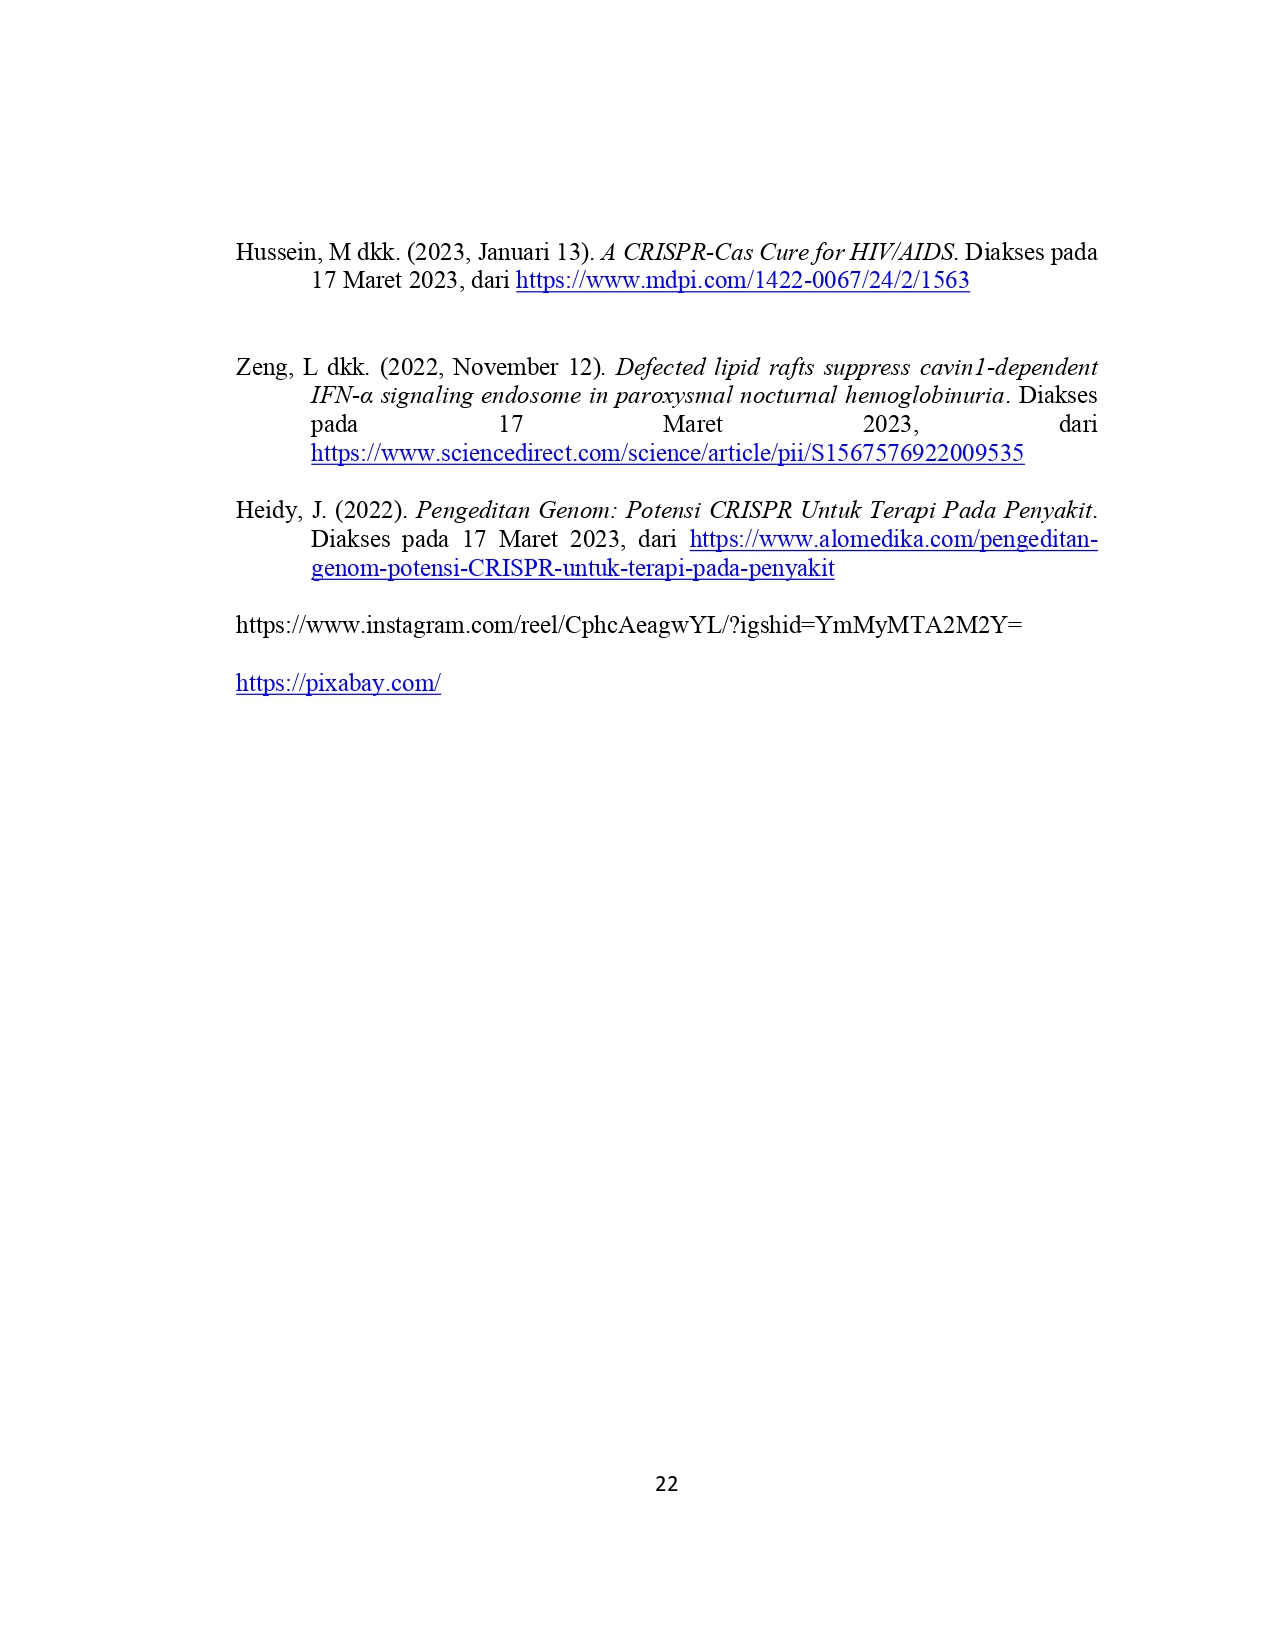 Hussein, M dkk. (2023, Januari 13). A CRISPR-Cas Cure for HIV/AIDS. Diakses pada
17 Maret 2023, dari https://www.mdpi.com/1422-0067/24/2/1563
Zeng, L dkk. (2022, November 12). Defected lipid rafts suppress cavin1-dependent
IFN-α signaling endosome in paroxysmal nocturnal hemoglobinuria. Diakses
pada 17 Maret 2023, dari
https://www.sciencedirect.com/science/article/pii/S1567576922009535
Heidy, J. (2022). Pengeditan Genom: Potensi CRISPR Untuk Terapi Pada Penyakit.
Diakses pada 17 Maret 2023, dari https://www.alomedika.com/pengeditan-
genom-potensi-CRISPR-untuk-terapi-pada-penyakit
https://www.instagram.com/reel/CphcAeagwYL/?igshid=YmMyMTA2M2Y=
https://pixabay.com/
22